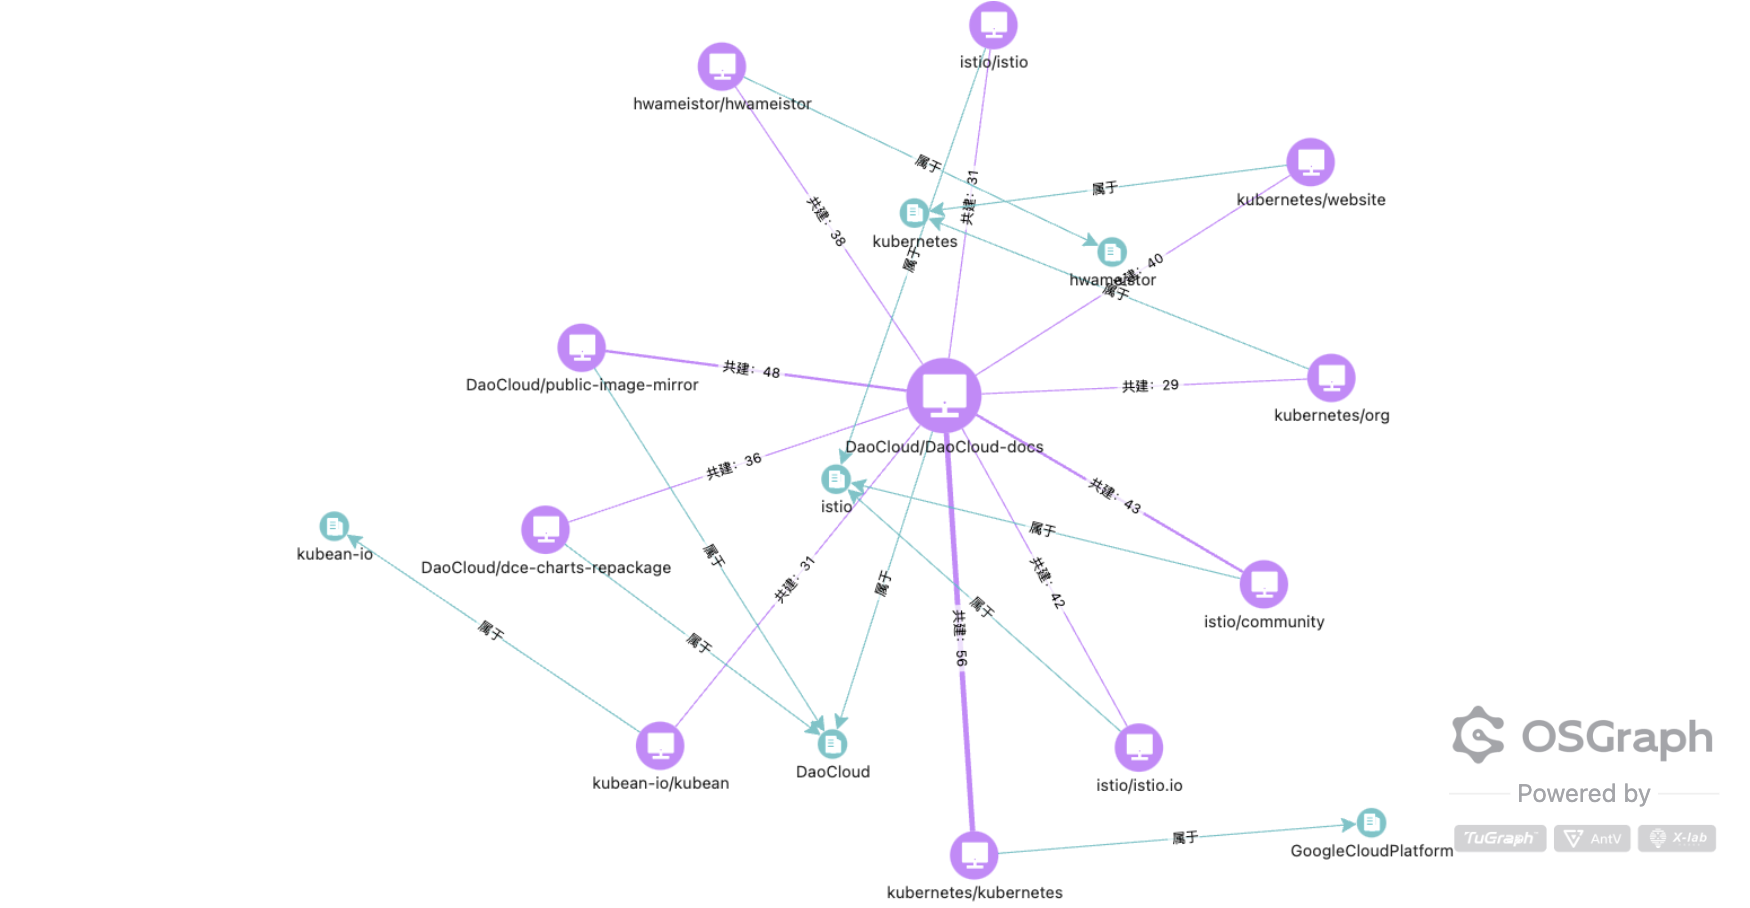 istio/istio
hwameistor/hwameistor
属于
共建：31
属于
kubernetes/website
共建：38
kubernetes
属于
hwameistor
共建：40
属于
共建：48
DaoCloud/public-image-mirror
共建：29
kubernetes/org
DaoCloud/DaoCloud-docs
共建：36
istio
共建：43
属于
kubean-io
DaoCloud/dce-charts-repackage
属于
共建：31
属于
共建：42
属于
istio/community
属于
属于
共建：56
DaoCloud
kubean-io/kubean
istio/istio.io
OSGraph
Powered by
TuGraph
AntV
X-lab
属于
GoogleCloudPlatform
kubernetes/kubernetes